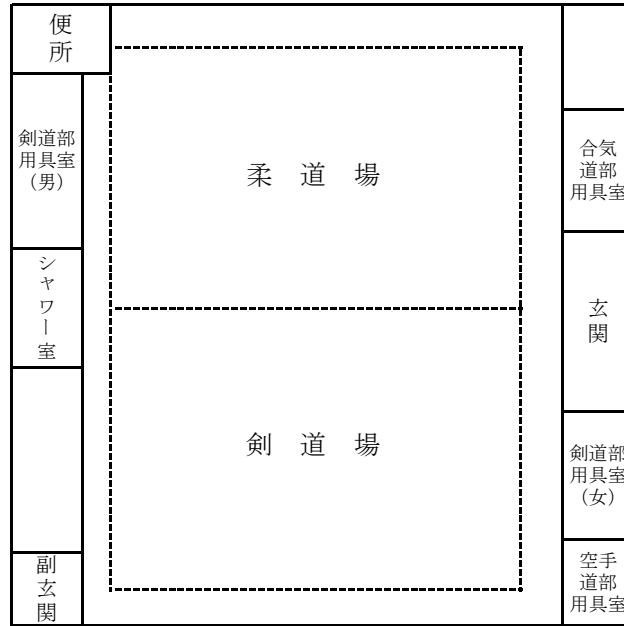 便
所
剣道部
用具室
(男)
シャワー室
副玄関
柔 道 場
剣 道 場
合気
道部
用具室
玄
関
剣道部
用具室
(女)
空手
道部
用具室